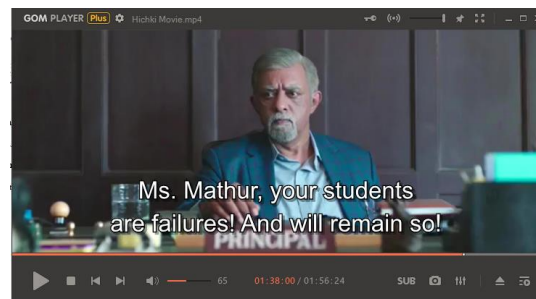 GOM PLAYER Plus Hichki Movie.mp4
Ms. Mathur, your students
are failures! And will remain so!
PRINCIPAL
65 01:38:00 / 01:56:24 SUB